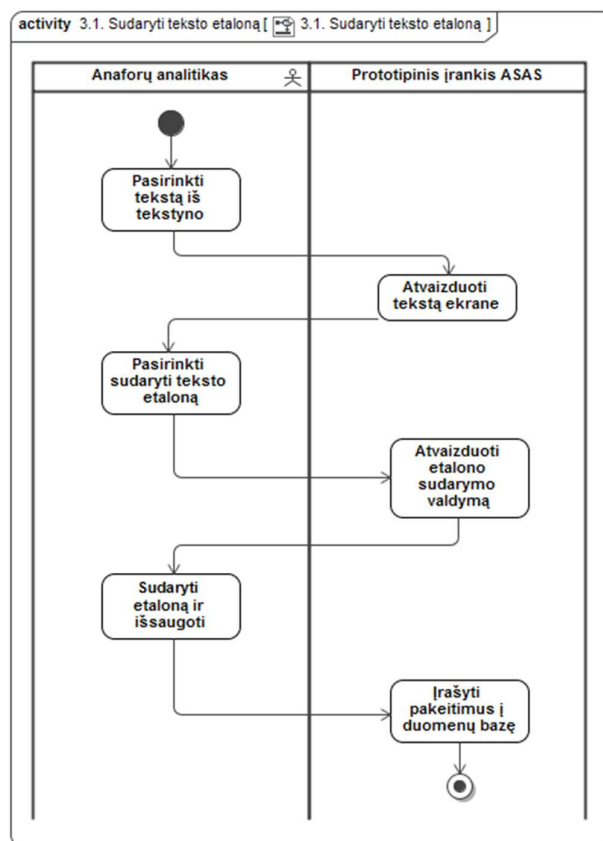 activity 3.1. Sudaryti teksto etaloną [ 3.1. Sudaryti teksto etaloną ]
Anaforų analitikas
Prototipinis įrankis ASAS
Pasirinkti
tekstą iš
tekstyno
Atvaizduoti
tekstą ekrane
Pasirinkti
sudaryti teksto
etaloną
Atvaizduoti
etalono
sudarymo
valdymą
Sudaryti
etaloną ir
išsaugoti
Įrašyti
pakeitimus į
duomenų bazę